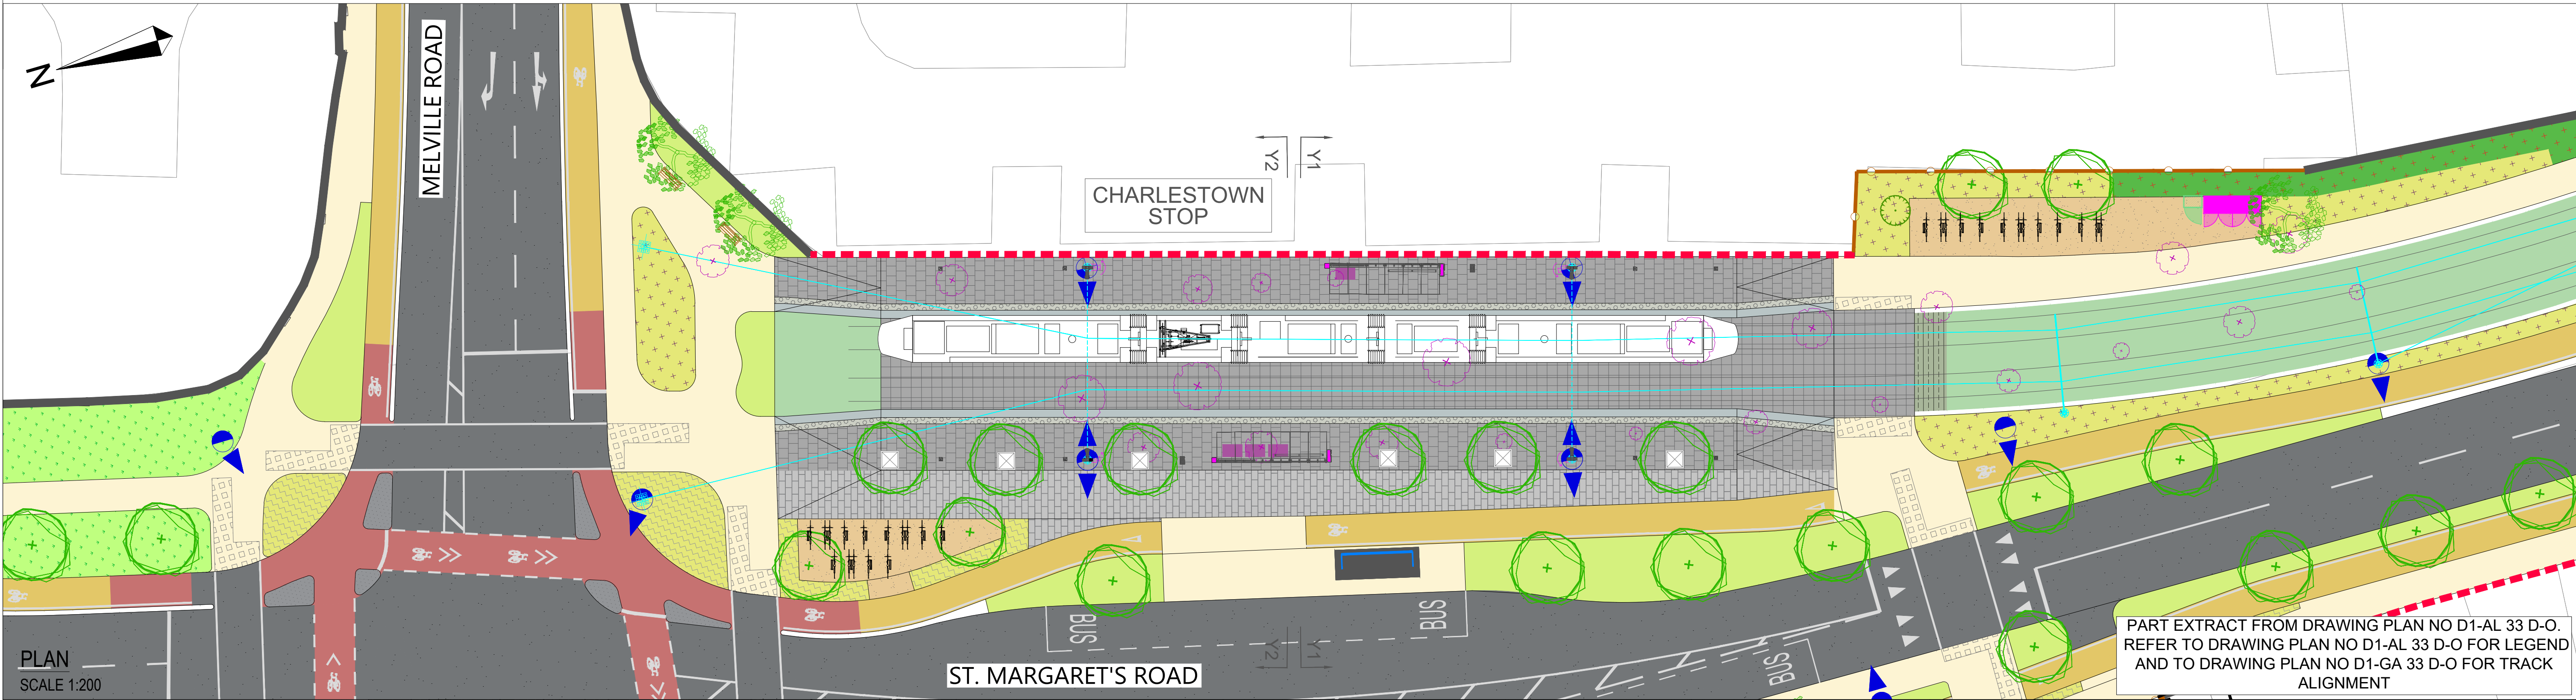 N
MELVILLE ROAD
Y2 Y1
CHARLESTOWN
STOP
BUS
BUS
Y2 Y1
BUS
ST. MARGARET'S ROAD
PLAN
SCALE 1:200
PART EXTRACT FROM DRAWING PLAN NO D1-AL 33 D-O.
REFER TO DRAWING PLAN NO D1-AL 33 D-O FOR LEGEND
AND TO DRAWING PLAN NO D1-GA 33 D-O FOR TRACK
ALIGNMENT